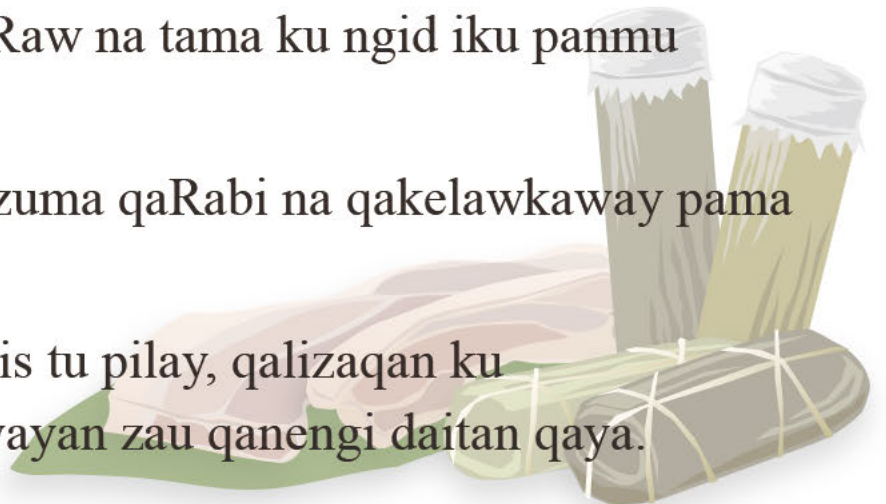 Raw na tama ku ngid iku panmu
zuma qaRabi na qakelawkaway pama
is tu pilay, qalizaqan ku
yayan zau qanengi daitan qaya.